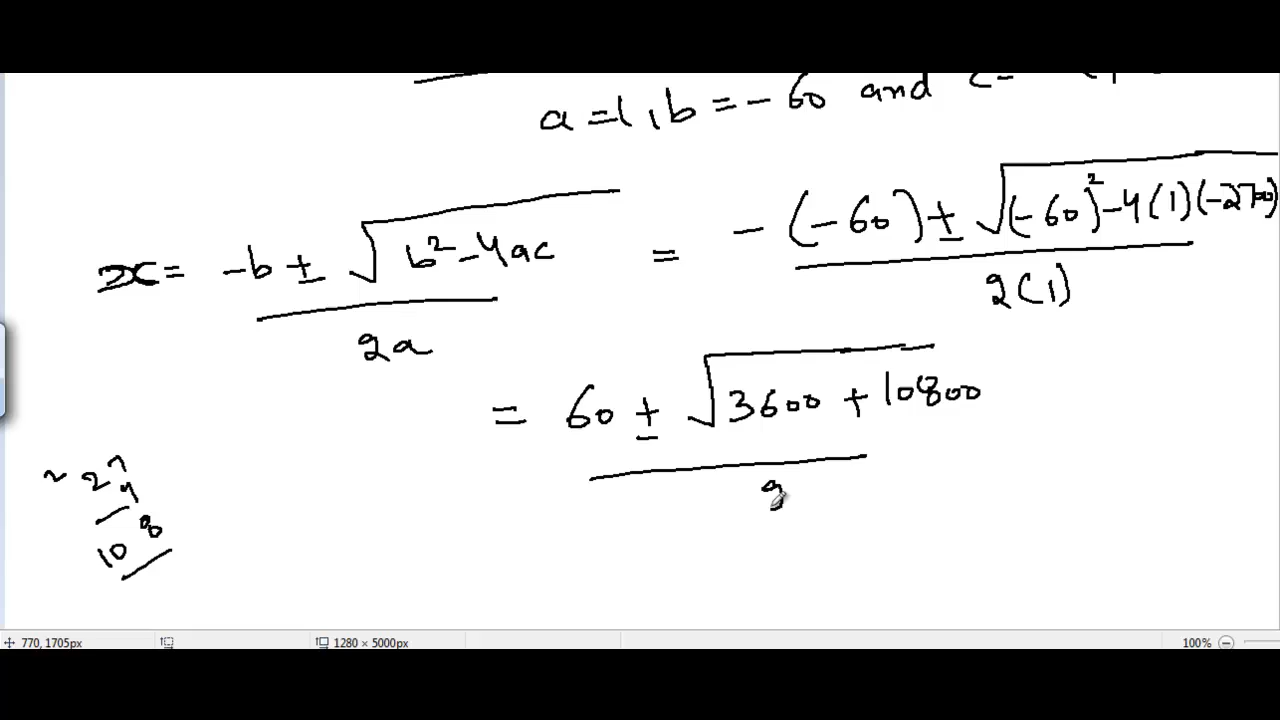 a = 1, b = - 60 and c =
x = -b ± √b² - 4ac / 2a = - (-60) ± √(-60)² - 4(1)(-2700) / 2(1)
= 60 ± √3600 + 10800 / 2
27
4
108
770, 1705px 1280 × 5000px 100%